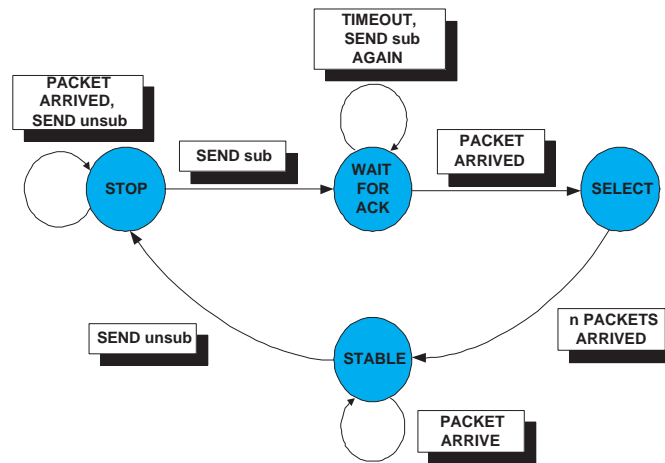 TIMEOUT,
SEND sub
AGAIN
PACKET
ARRIVED,
SEND unsub
SEND sub
PACKET
ARRIVED
STOP
WAIT
FOR
ACK
SELECT
SEND unsub
n PACKETS
ARRIVED
STABLE
PACKET
ARRIVE